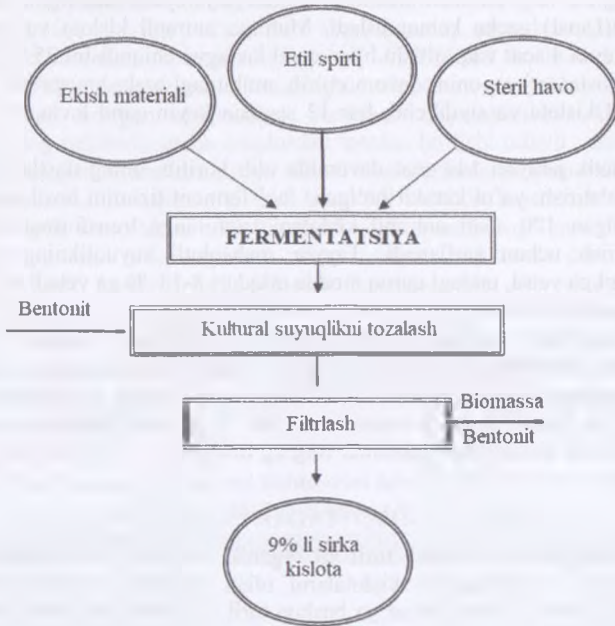 Ekish materiali
Etil spirti
Steril havo
FERMENTATSIYA
Bentonit
Kultural suyuqlikni tozalash
Filtrlash
Biomassa
Bentonit
9% li sirka
kislota